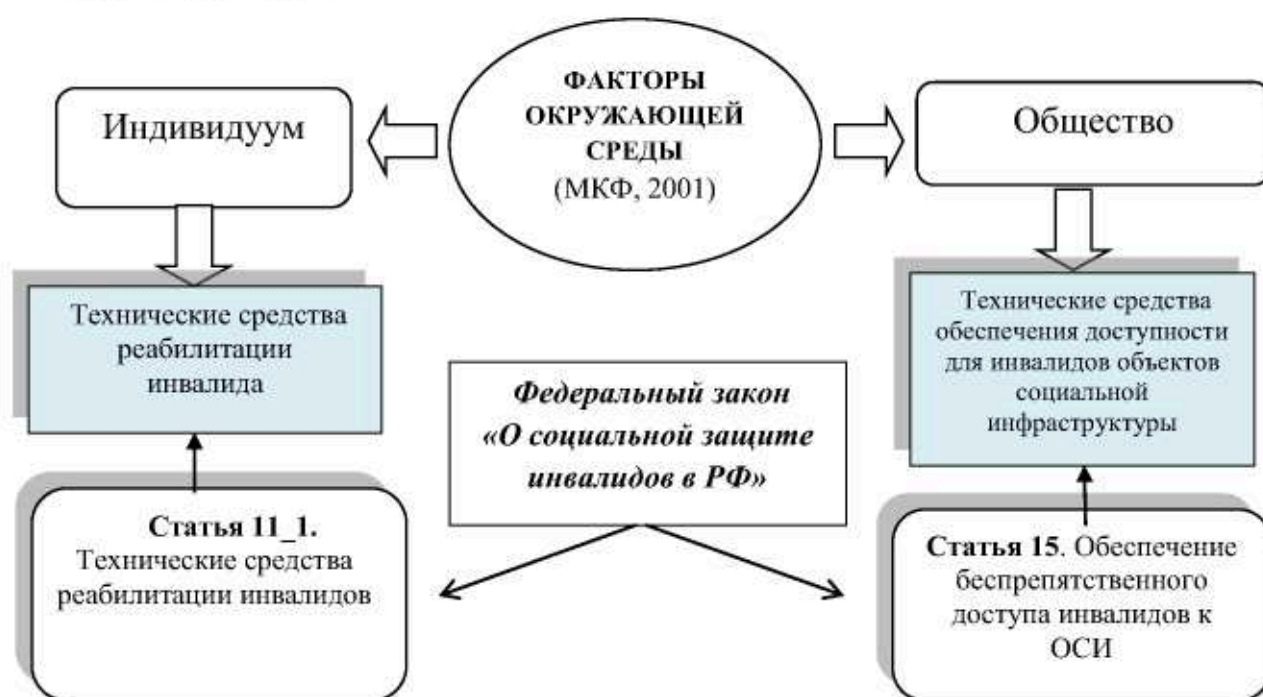 ФАКТОРЫ
ОКРУЖАЮЩЕЙ
СРЕДЫ
(МКФ, 2001)
Индивидуум
Общество
Технические средства
реабилитации
инвалида
Технические средства
обеспечения доступности
для инвалидов объектов
социальной
инфраструктуры
Федеральный закон
«О социальной защите
инвалидов в РФ»
Статья 11_1.
Технические средства
реабилитации инвалидов
Статья 15. Обеспечение
беспрепятственного
доступа инвалидов к
ОСИ